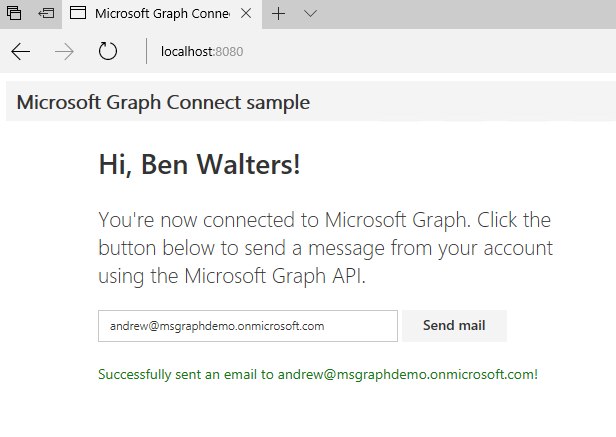 Microsoft Graph Conne
localhost:8080
Microsoft Graph Connect sample
Hi, Ben Walters!
You're now connected to Microsoft Graph. Click the
button below to send a message from your account
using the Microsoft Graph API.
andrew@msgraphdemo.onmicrosoft.com Send mail
Successfully sent an email to andrew@msgraphdemo.onmicrosoft.com!